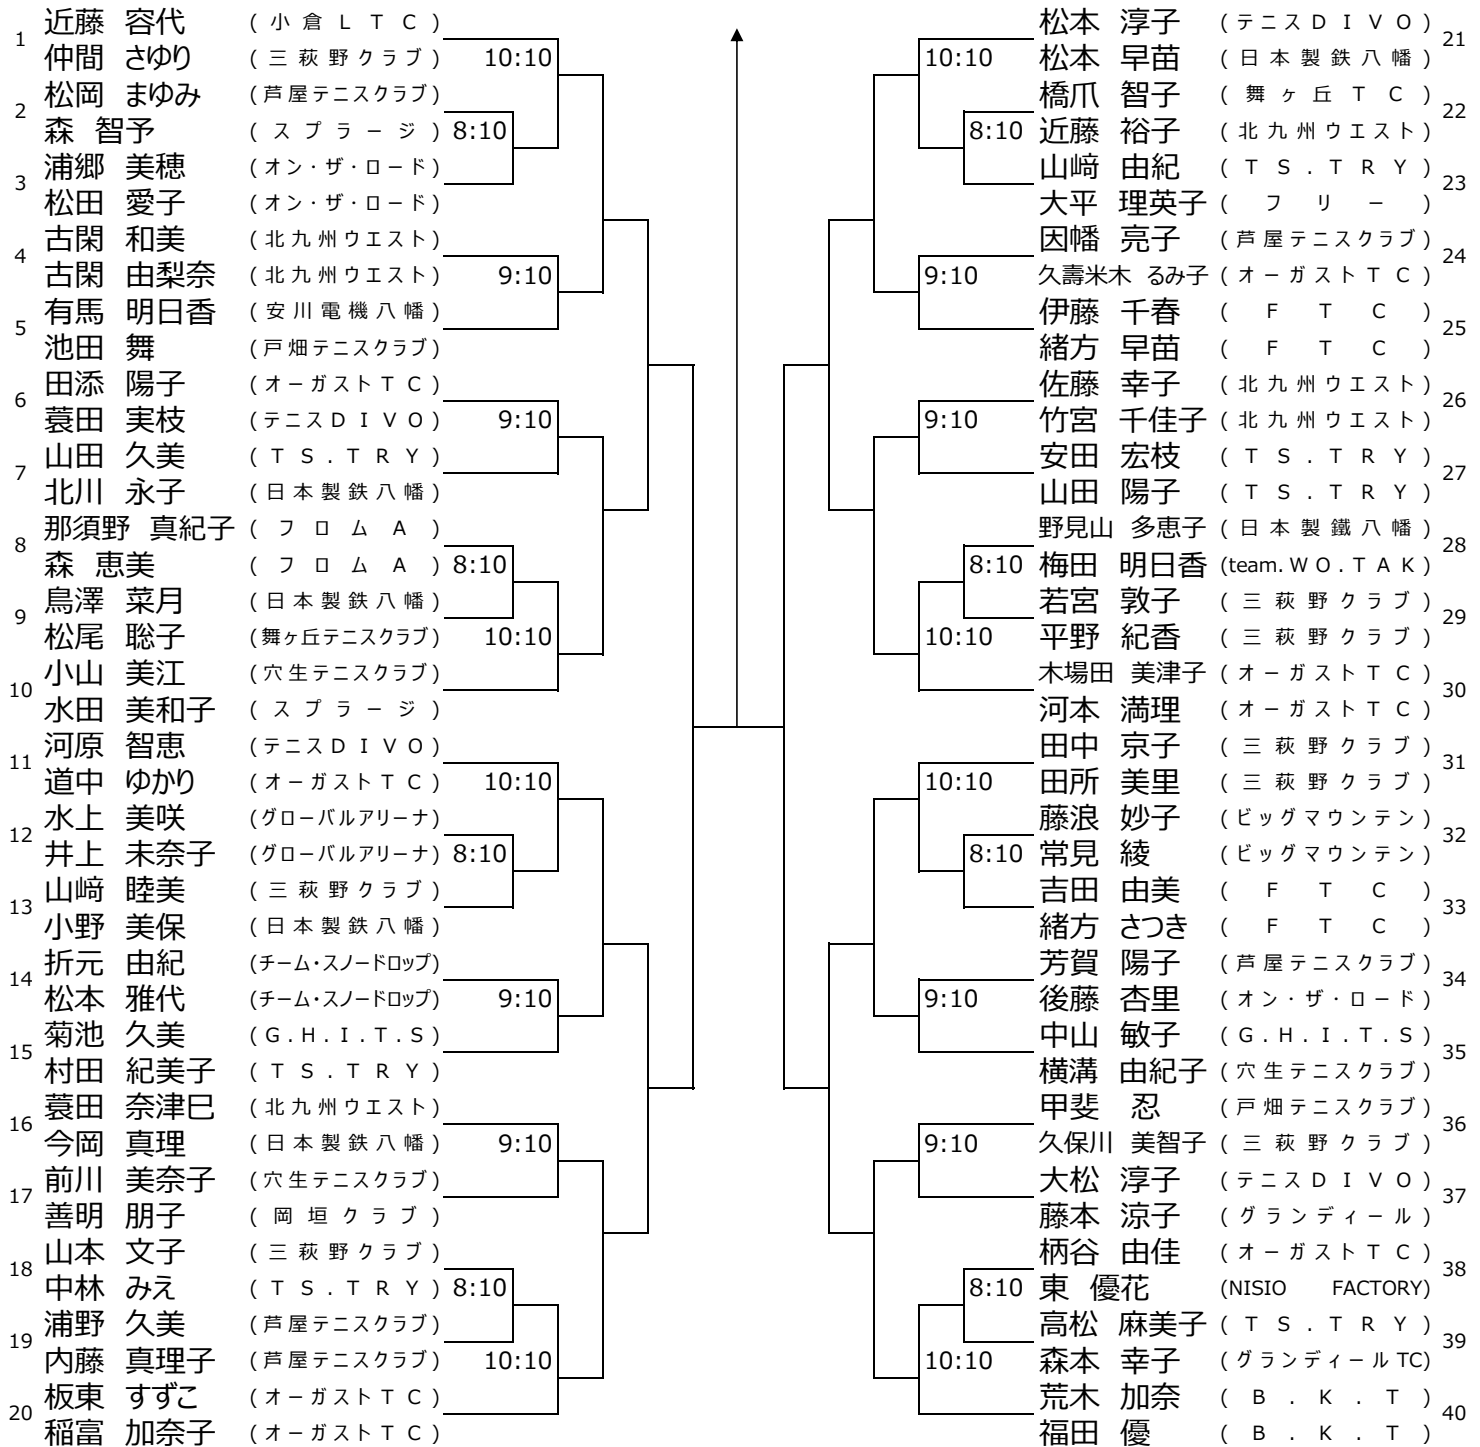 1
近藤 容代 (小倉LTC)
仲間 さゆり (三萩野クラブ) 10:10
2
松岡 まゆみ (芦屋テニスクラブ)
森 智予 (スプラージ) 8:10
3
浦郷 美穂 (オン・ザ・ロード)
松田 愛子 (オン・ザ・ロード)
4
古閑 和美 (北九州ウエスト)
古閑 由梨奈 (北九州ウエスト) 9:10
5
有馬 明日香 (安川電機八幡)
池田 舞 (戸畑テニスクラブ)
6
田添 陽子 (オーガストTC)
蓑田 実枝 (テニスDIVO) 9:10
7
山田 久美 (TS.TRY)
北川 永子 (日本製鉄八幡)
8
那須野 真紀子 (フロムA)
森 恵美 (フロムA) 8:10
9
鳥澤 菜月 (日本製鉄八幡)
松尾 聡子 (舞ヶ丘テニスクラブ) 10:10
10
小山 美江 (穴生テニスクラブ)
水田 美和子 (スプラージ)
11
河原 智恵 (テニスDIVO)
道中 ゆかり (オーガストTC) 10:10
12
水上 美咲 (グローバルアリーナ)
井上 未奈子 (グローバルアリーナ) 8:10
13
山﨑 睦美 (三萩野クラブ)
小野 美保 (日本製鉄八幡)
14
折元 由紀 (チーム・スノードロップ)
松本 雅代 (チーム・スノードロップ) 9:10
15
菊池 久美 (G.H.I.T.S)
村田 紀美子 (TS.TRY)
16
蓑田 奈津巳 (北九州ウエスト)
今岡 真理 (日本製鉄八幡) 9:10
17
前川 美奈子 (穴生テニスクラブ)
善明 朋子 (岡垣クラブ)
18
山本 文子 (三萩野クラブ)
中林 みえ (TS.TRY) 8:10
19
浦野 久美 (芦屋テニスクラブ)
内藤 真理子 (芦屋テニスクラブ) 10:10
20
板東 すずこ (オーガストTC)
稲富 加奈子 (オーガストTC)
松本 淳子 (テニスDIVO)
21
10:10 松本 早苗 (日本製鉄八幡)
橋爪 智子 (舞ヶ丘TC)
22
8:10 近藤 裕子 (北九州ウエスト)
山﨑 由紀 (TS.TRY)
23
大平 理英子 (フリー)
因幡 亮子 (芦屋テニスクラブ)
24
9:10 久壽米木 るみ子 (オーガストTC)
伊藤 千春 (FTC)
25
緒方 早苗 (FTC)
佐藤 幸子 (北九州ウエスト)
26
9:10 竹宮 千佳子 (北九州ウエスト)
安田 宏枝 (TS.TRY)
27
山田 陽子 (TS.TRY)
野見山 多恵子 (日本製鐵八幡)
28
8:10 梅田 明日香 (team.WO.TAK)
若宮 敦子 (三萩野クラブ)
29
10:10 平野 紀香 (三萩野クラブ)
木場田 美津子 (オーガストTC)
30
河本 満理 (オーガストTC)
田中 京子 (三萩野クラブ)
31
10:10 田所 美里 (三萩野クラブ)
藤浪 妙子 (ビッグマウンテン)
32
8:10 常見 綾 (ビッグマウンテン)
吉田 由美 (FTC)
33
緒方 さつき (FTC)
芳賀 陽子 (芦屋テニスクラブ)
34
9:10 後藤 杏里 (オン・ザ・ロード)
中山 敏子 (G.H.I.T.S)
35
横溝 由紀子 (穴生テニスクラブ)
甲斐 忍 (戸畑テニスクラブ)
36
9:10 久保川 美智子 (三萩野クラブ)
大松 淳子 (テニスDIVO)
37
藤本 涼子 (グランディール)
柄谷 由佳 (オーガストTC)
38
8:10 東 優花 (NISIO FACTORY)
高松 麻美子 (TS.TRY)
39
10:10 森本 幸子 (グランディールTC)
荒木 加奈 (B.K.T)
40
福田 優 (B.K.T)